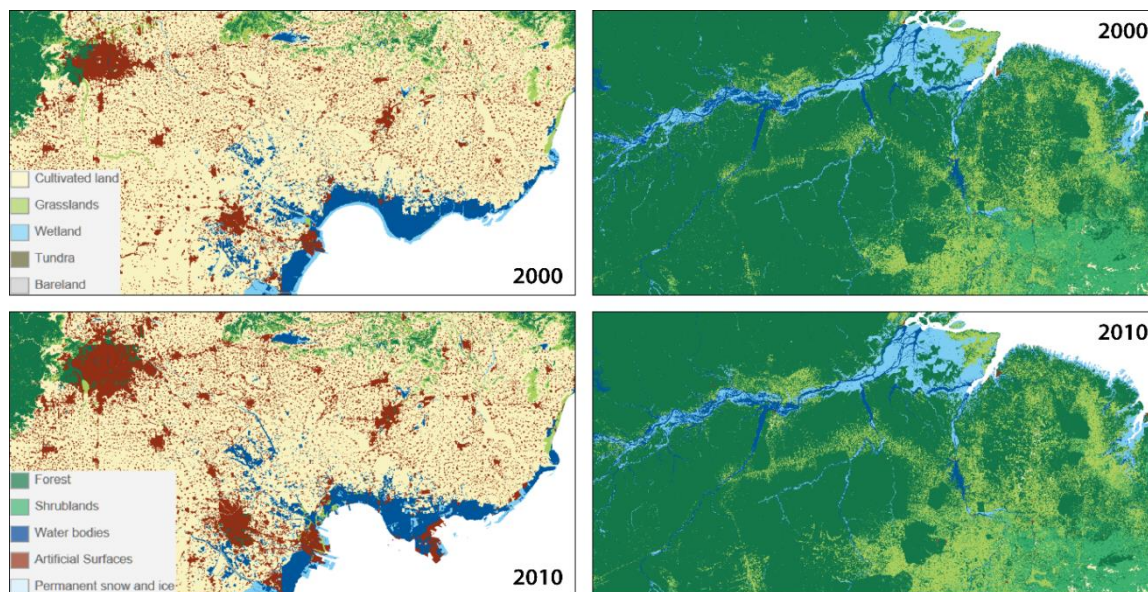 Cultivated land
Grasslands
Wetland
Tundra
Bareland
2000
2000
Forest
Shrublands
Water bodies
Artificial Surfaces
Permanent snow and ice
2010
2010